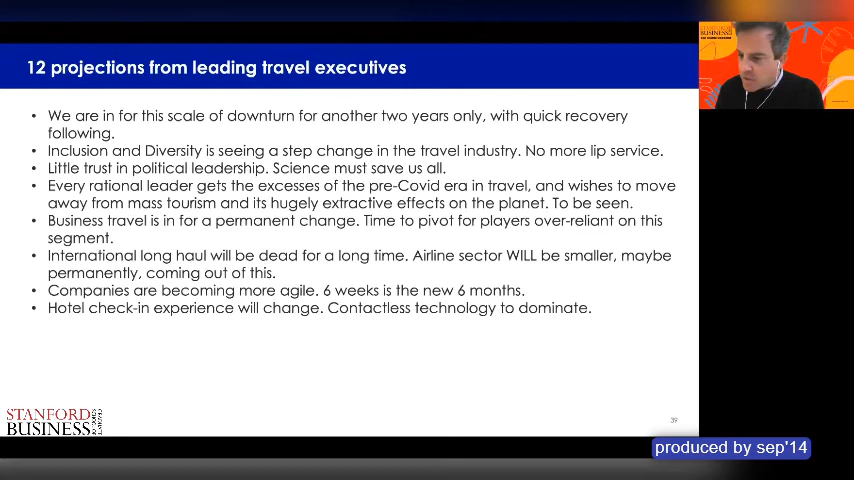 12 projections from leading travel executives
• We are in for this scale of downturn for another two years only, with quick recovery
following.
• Inclusion and Diversity is seeing a step change in the travel industry. No more lip service.
• Little trust in political leadership. Science must save us all.
• Every rational leader gets the excesses of the pre-Covid era in travel, and wishes to move
away from mass tourism and its hugely extractive effects on the planet. To be seen.
• Business travel is in for a permanent change. Time to pivot for players over-reliant on this
segment.
• International long haul will be dead for a long time. Airline sector WILL be smaller, maybe
permanently, coming out of this.
• Companies are becoming more agile. 6 weeks is the new 6 months.
• Hotel check-in experience will change. Contactless technology to dominate.
STANFORD
BUSINESS
39
produced by sep'14